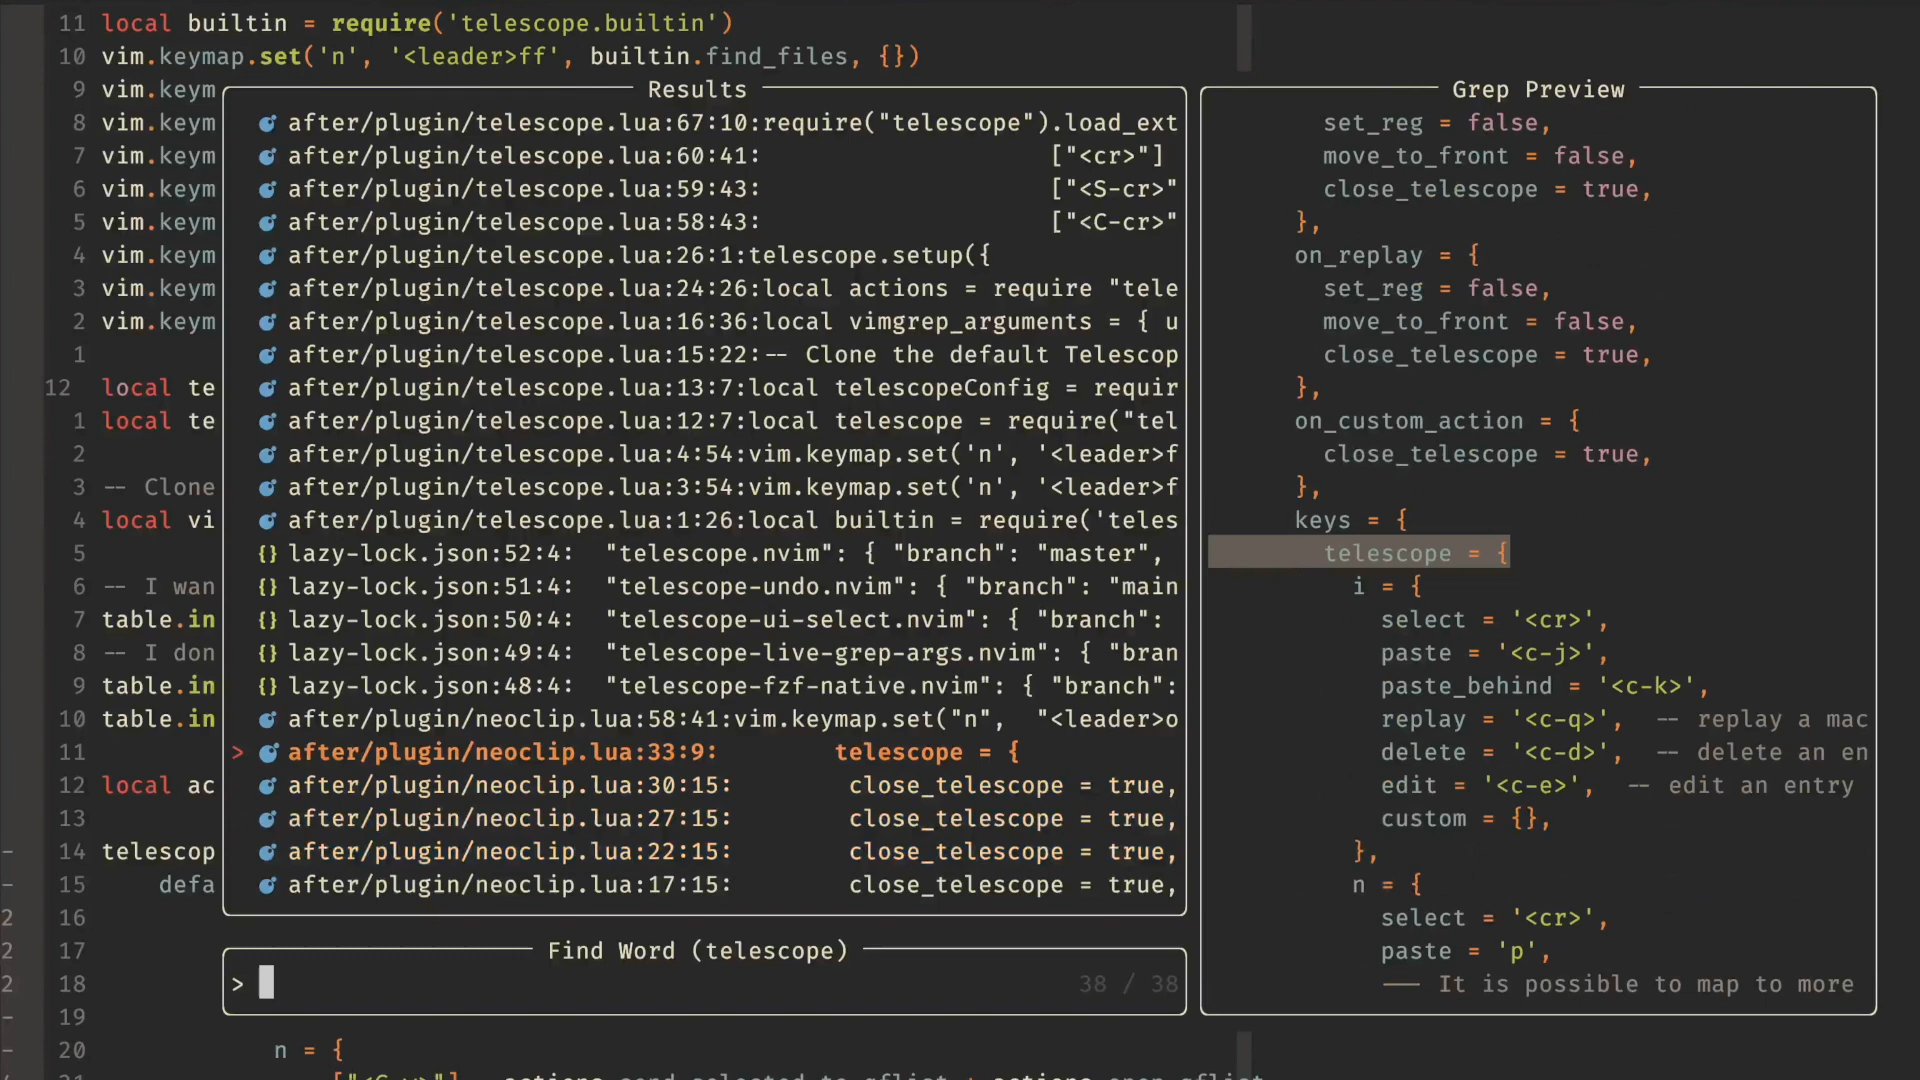 11 local builtin = require('telescope.builtin')
10 vim.keymap.set('n', '<leader>ff', builtin.find_files, {})
9 vim.keym
8 vim.keym
7 vim.keym
6 vim.keym
5 vim.keym
4 vim.keym
3 vim.keym
2 vim.keym
1
12 local te
1 local te
2
3 -- Clone
4 local vi
5
6 -- I wan
7 table.in
8 -- I don
9 table.in
10 table.in
11
12 local ac
13
- 14 telescop
- 15 defa
2 16
2 17
2 18
- 19
- 20 n = {
Results
after/plugin/telescope.lua:67:10:require("telescope").load_ext
after/plugin/telescope.lua:60:41: ["<cr>"]
after/plugin/telescope.lua:59:43: ["<S-cr>"
after/plugin/telescope.lua:58:43: ["<C-cr>"
after/plugin/telescope.lua:26:1:telescope.setup({
after/plugin/telescope.lua:24:26:local actions = require "tele
after/plugin/telescope.lua:16:36:local vimgrep_arguments = { u
after/plugin/telescope.lua:15:22:-- Clone the default Telescop
after/plugin/telescope.lua:13:7:local telescopeConfig = requir
after/plugin/telescope.lua:12:7:local telescope = require("tel
after/plugin/telescope.lua:4:54:vim.keymap.set('n', '<leader>f
after/plugin/telescope.lua:3:54:vim.keymap.set('n', '<leader>f
after/plugin/telescope.lua:1:26:local builtin = require('teles
{} lazy-lock.json:52:4: "telescope.nvim": { "branch": "master",
{} lazy-lock.json:51:4: "telescope-undo.nvim": { "branch": "main
{} lazy-lock.json:50:4: "telescope-ui-select.nvim": { "branch":
{} lazy-lock.json:49:4: "telescope-live-grep-args.nvim": { "bran
{} lazy-lock.json:48:4: "telescope-fzf-native.nvim": { "branch":
after/plugin/neoclip.lua:58:41:vim.keymap.set("n", "<leader>o
> after/plugin/neoclip.lua:33:9: telescope = {
after/plugin/neoclip.lua:30:15: close_telescope = true,
after/plugin/neoclip.lua:27:15: close_telescope = true,
after/plugin/neoclip.lua:22:15: close_telescope = true,
after/plugin/neoclip.lua:17:15: close_telescope = true,
Find Word (telescope)
> 38 / 38
Grep Preview
set_reg = false,
move_to_front = false,
close_telescope = true,
},
on_replay = {
set_reg = false,
move_to_front = false,
close_telescope = true,
},
on_custom_action = {
close_telescope = true,
},
keys = {
telescope = {
i = {
select = '<cr>',
paste = '<c-j>',
paste_behind = '<c-k>',
replay = '<c-q>', -- replay a mac
delete = '<c-d>', -- delete an en
edit = '<c-e>', -- edit an entry
custom = {},
},
n = {
select = '<cr>',
paste = 'p',
--- It is possible to map to more